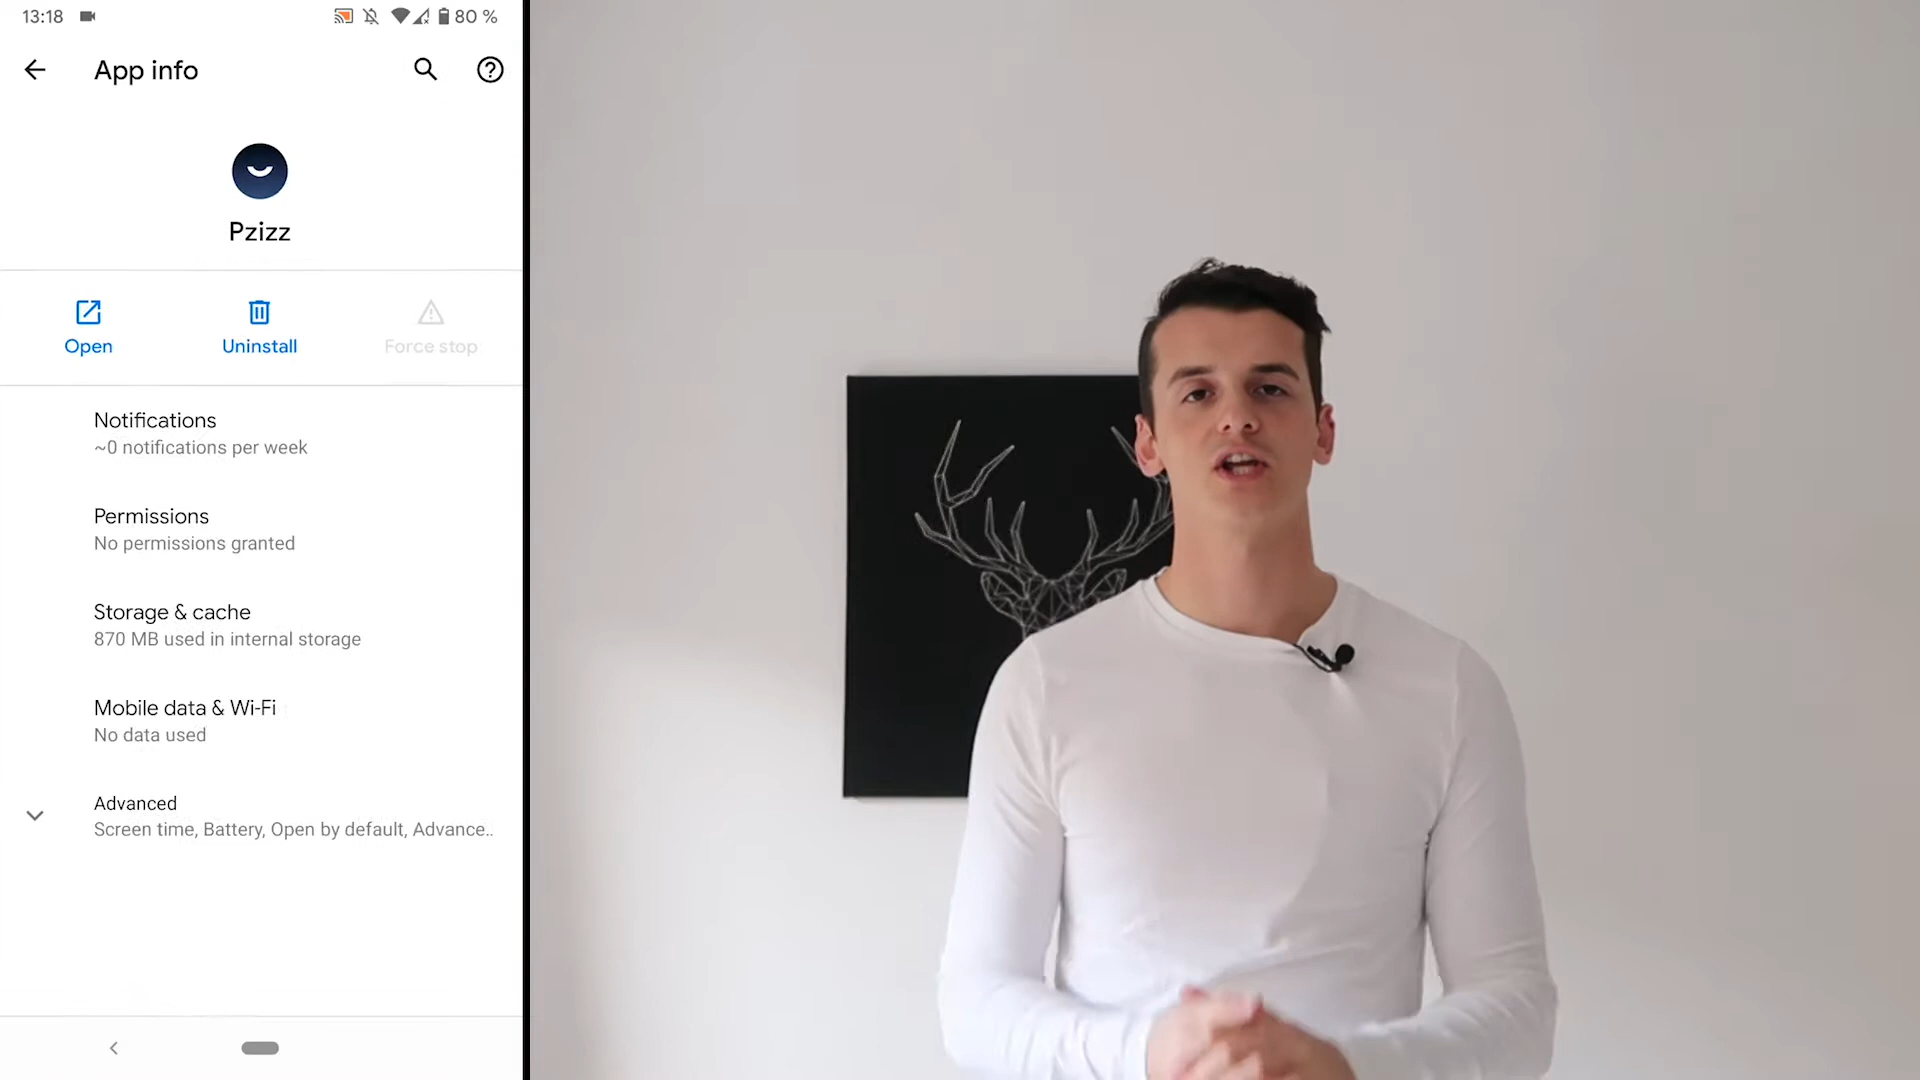 13:18 80 %
App info
Pzizz
Open Uninstall Force stop
Notifications
~0 notifications per week
Permissions
No permissions granted
Storage & cache
870 MB used in internal storage
Mobile data & Wi-Fi
No data used
Advanced
Screen time, Battery, Open by default, Advance..